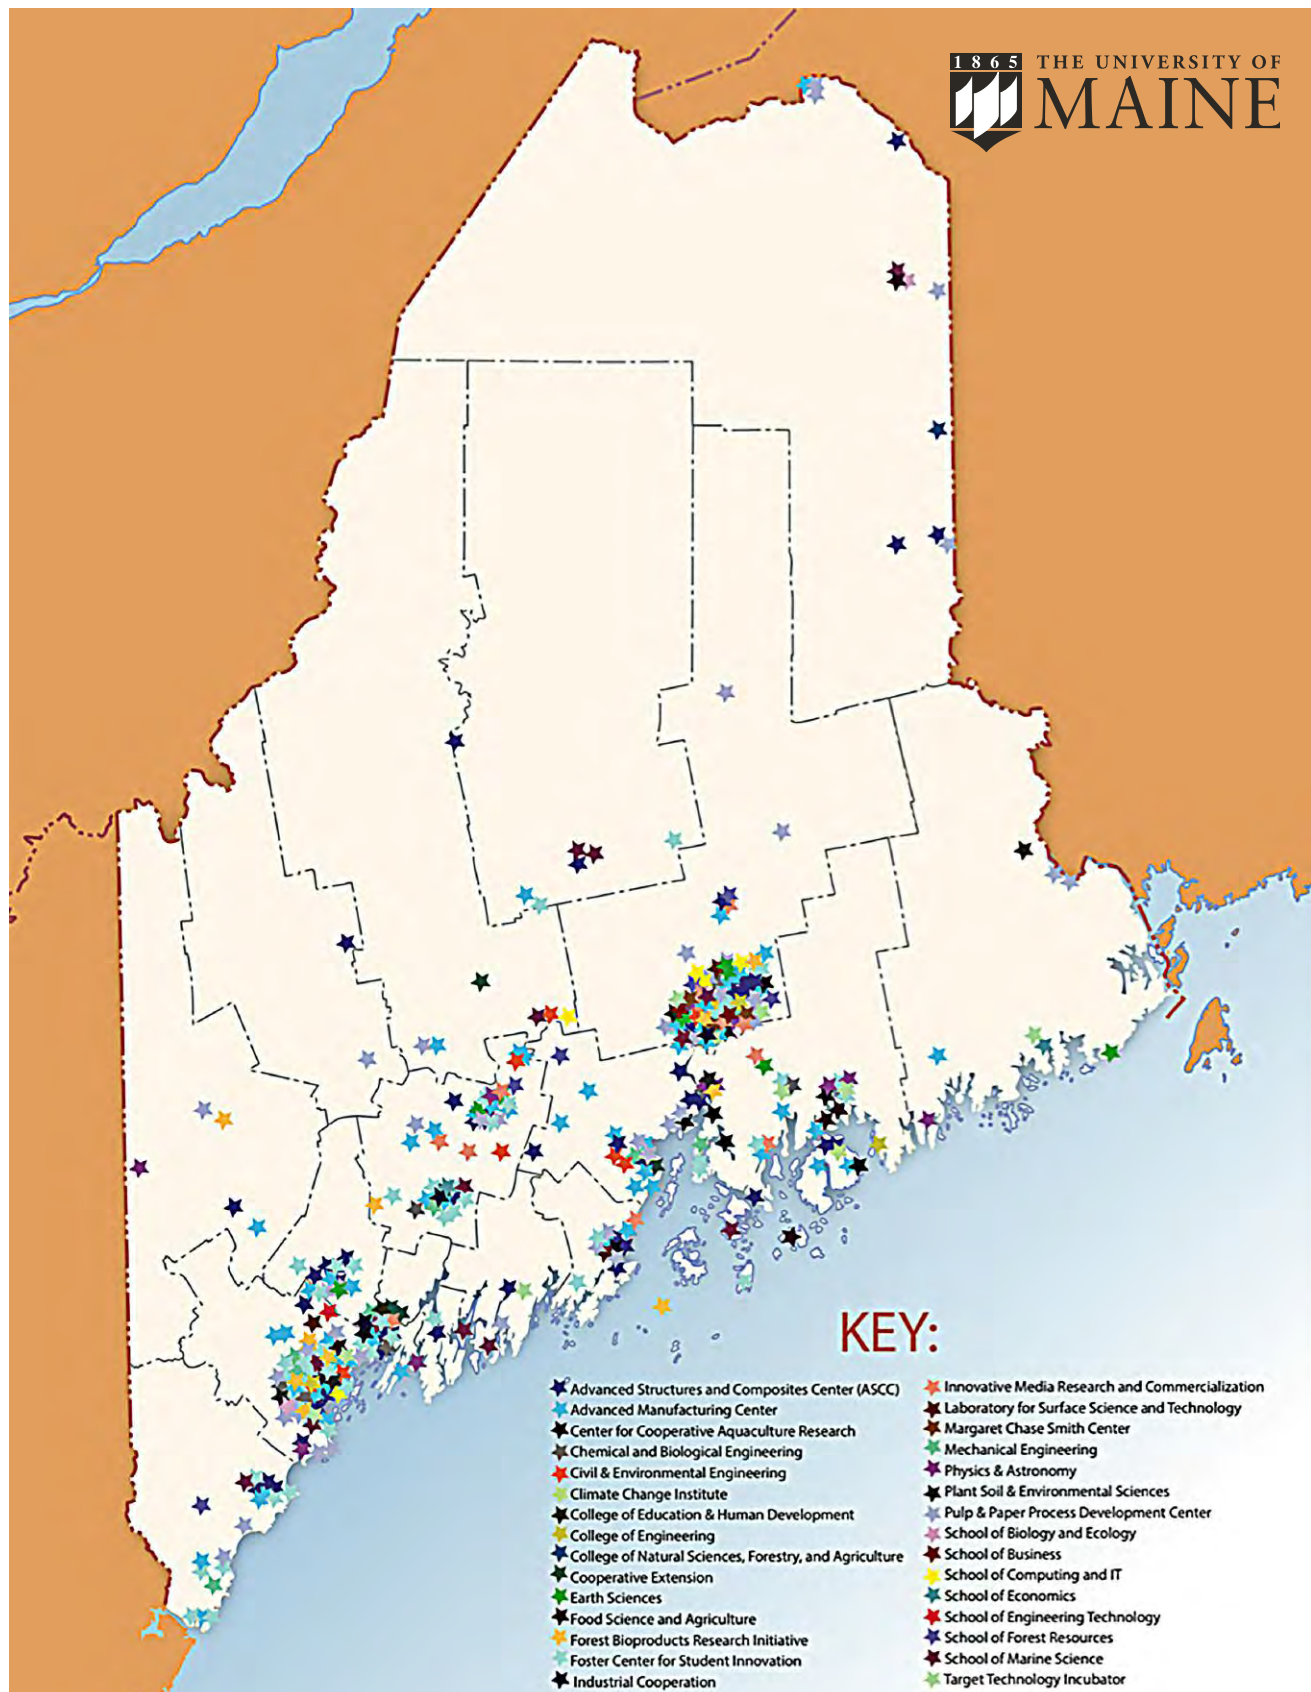 1865
THE UNIVERSITY OF
MAINE
KEY:
Advanced Structures and Composites Center (ASCC)
Advanced Manufacturing Center
Center for Cooperative Aquaculture Research
Chemical and Biological Engineering
Civil & Environmental Engineering
Climate Change Institute
College of Education & Human Development
College of Engineering
College of Natural Sciences, Forestry, and Agriculture
Cooperative Extension
Earth Sciences
Food Science and Agriculture
Forest Bioproducts Research Initiative
Foster Center for Student Innovation
Industrial Cooperation
Innovative Media Research and Commercialization
Laboratory for Surface Science and Technology
Margaret Chase Smith Center
Mechanical Engineering
Physics & Astronomy
Plant Soil & Environmental Sciences
Pulp & Paper Process Development Center
School of Biology and Ecology
School of Business
School of Computing and IT
School of Economics
School of Engineering Technology
School of Forest Resources
School of Marine Science
Target Technology Incubator